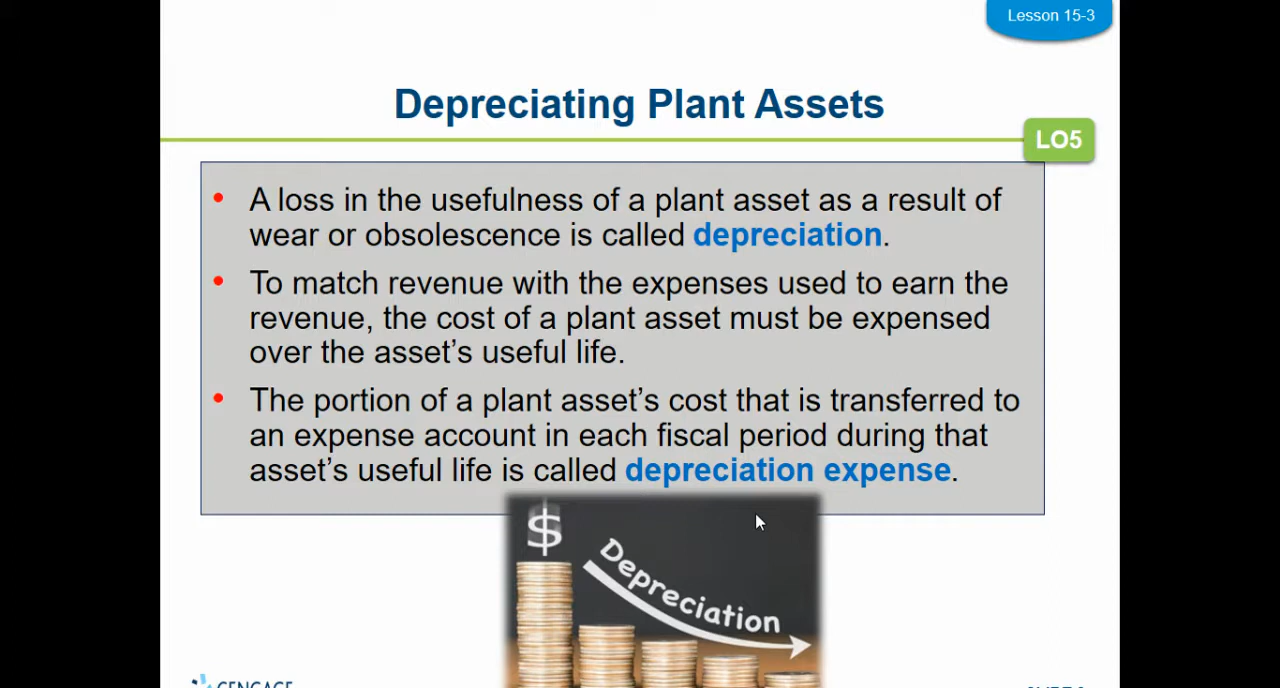 Lesson 15-3
Depreciating Plant Assets
LO5
• A loss in the usefulness of a plant asset as a result of
wear or obsolescence is called depreciation.
• To match revenue with the expenses used to earn the
revenue, the cost of a plant asset must be expensed
over the asset’s useful life.
• The portion of a plant asset’s cost that is transferred to
an expense account in each fiscal period during that
asset’s useful life is called depreciation expense.
$
Depreciation
CENGAGE